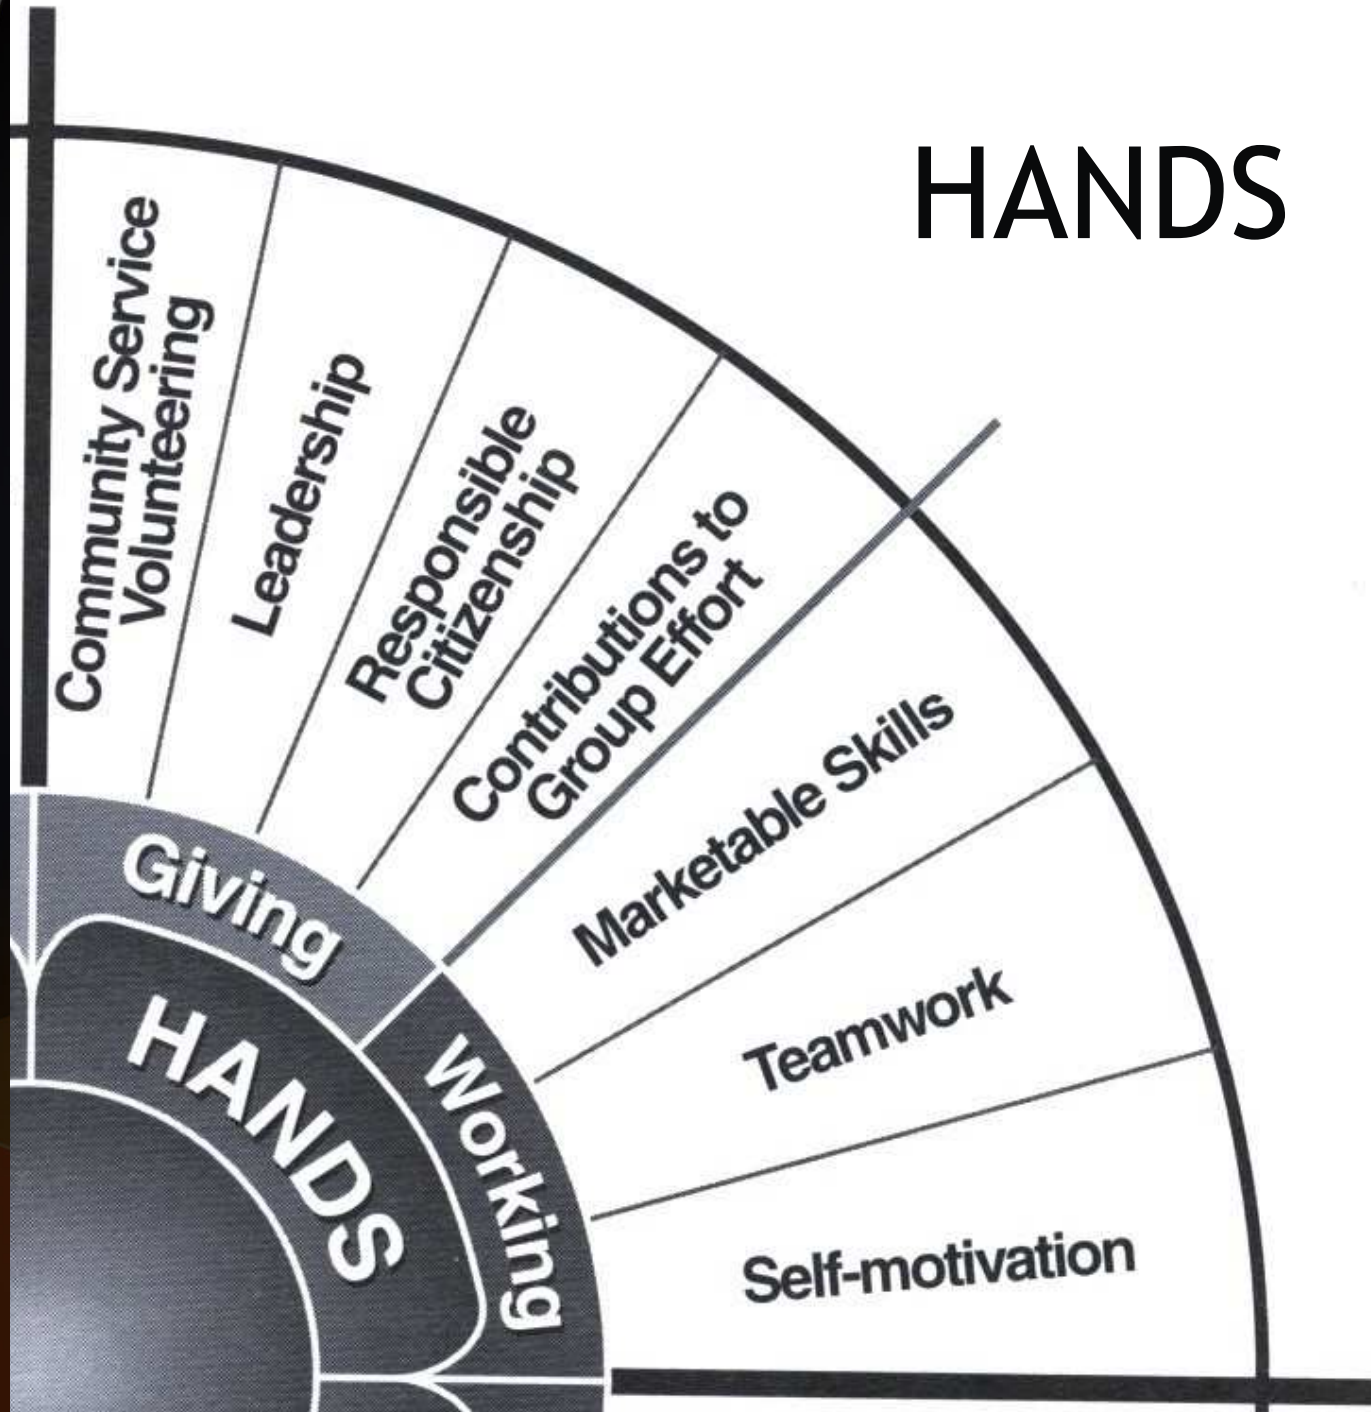 HANDS
Community Service
Volunteering
Leadership
Responsible
Citizenship
Contributions to
Group Effort
Marketable Skills
Teamwork
Self-motivation
Giving
Working
HANDS